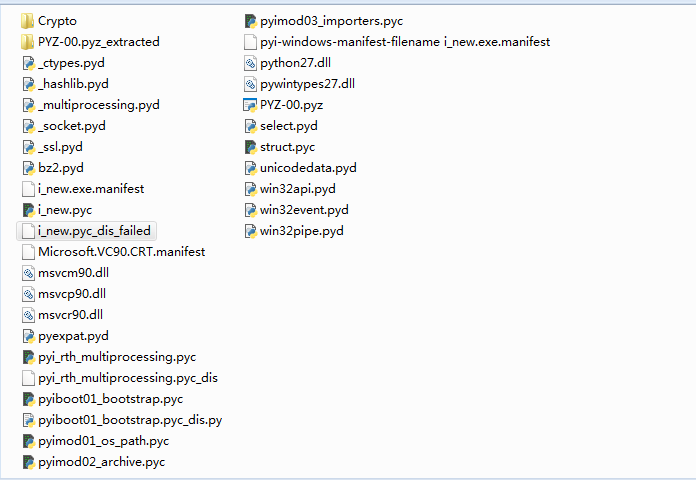 Crypto
PYZ-00.pyz_extracted
_ctypes.pyd
_hashlib.pyd
_multiprocessing.pyd
_socket.pyd
_ssl.pyd
bz2.pyd
i_new.exe.manifest
i_new.pyc
i_new.pyc_dis_failed
Microsoft.VC90.CRT.manifest
msvcm90.dll
msvcp90.dll
msvcr90.dll
pyexpat.pyd
pyi_rth_multiprocessing.pyc
pyi_rth_multiprocessing.pyc_dis
pyiboot01_bootstrap.pyc
pyiboot01_bootstrap.pyc_dis.py
pyimod01_os_path.pyc
pyimod02_archive.pyc
pyimod03_importers.pyc
pyi-windows-manifest-filename i_new.exe.manifest
python27.dll
pywintypes27.dll
PYZ-00.pyz
select.pyd
struct.pyc
unicodedata.pyd
win32api.pyd
win32event.pyd
win32pipe.pyd